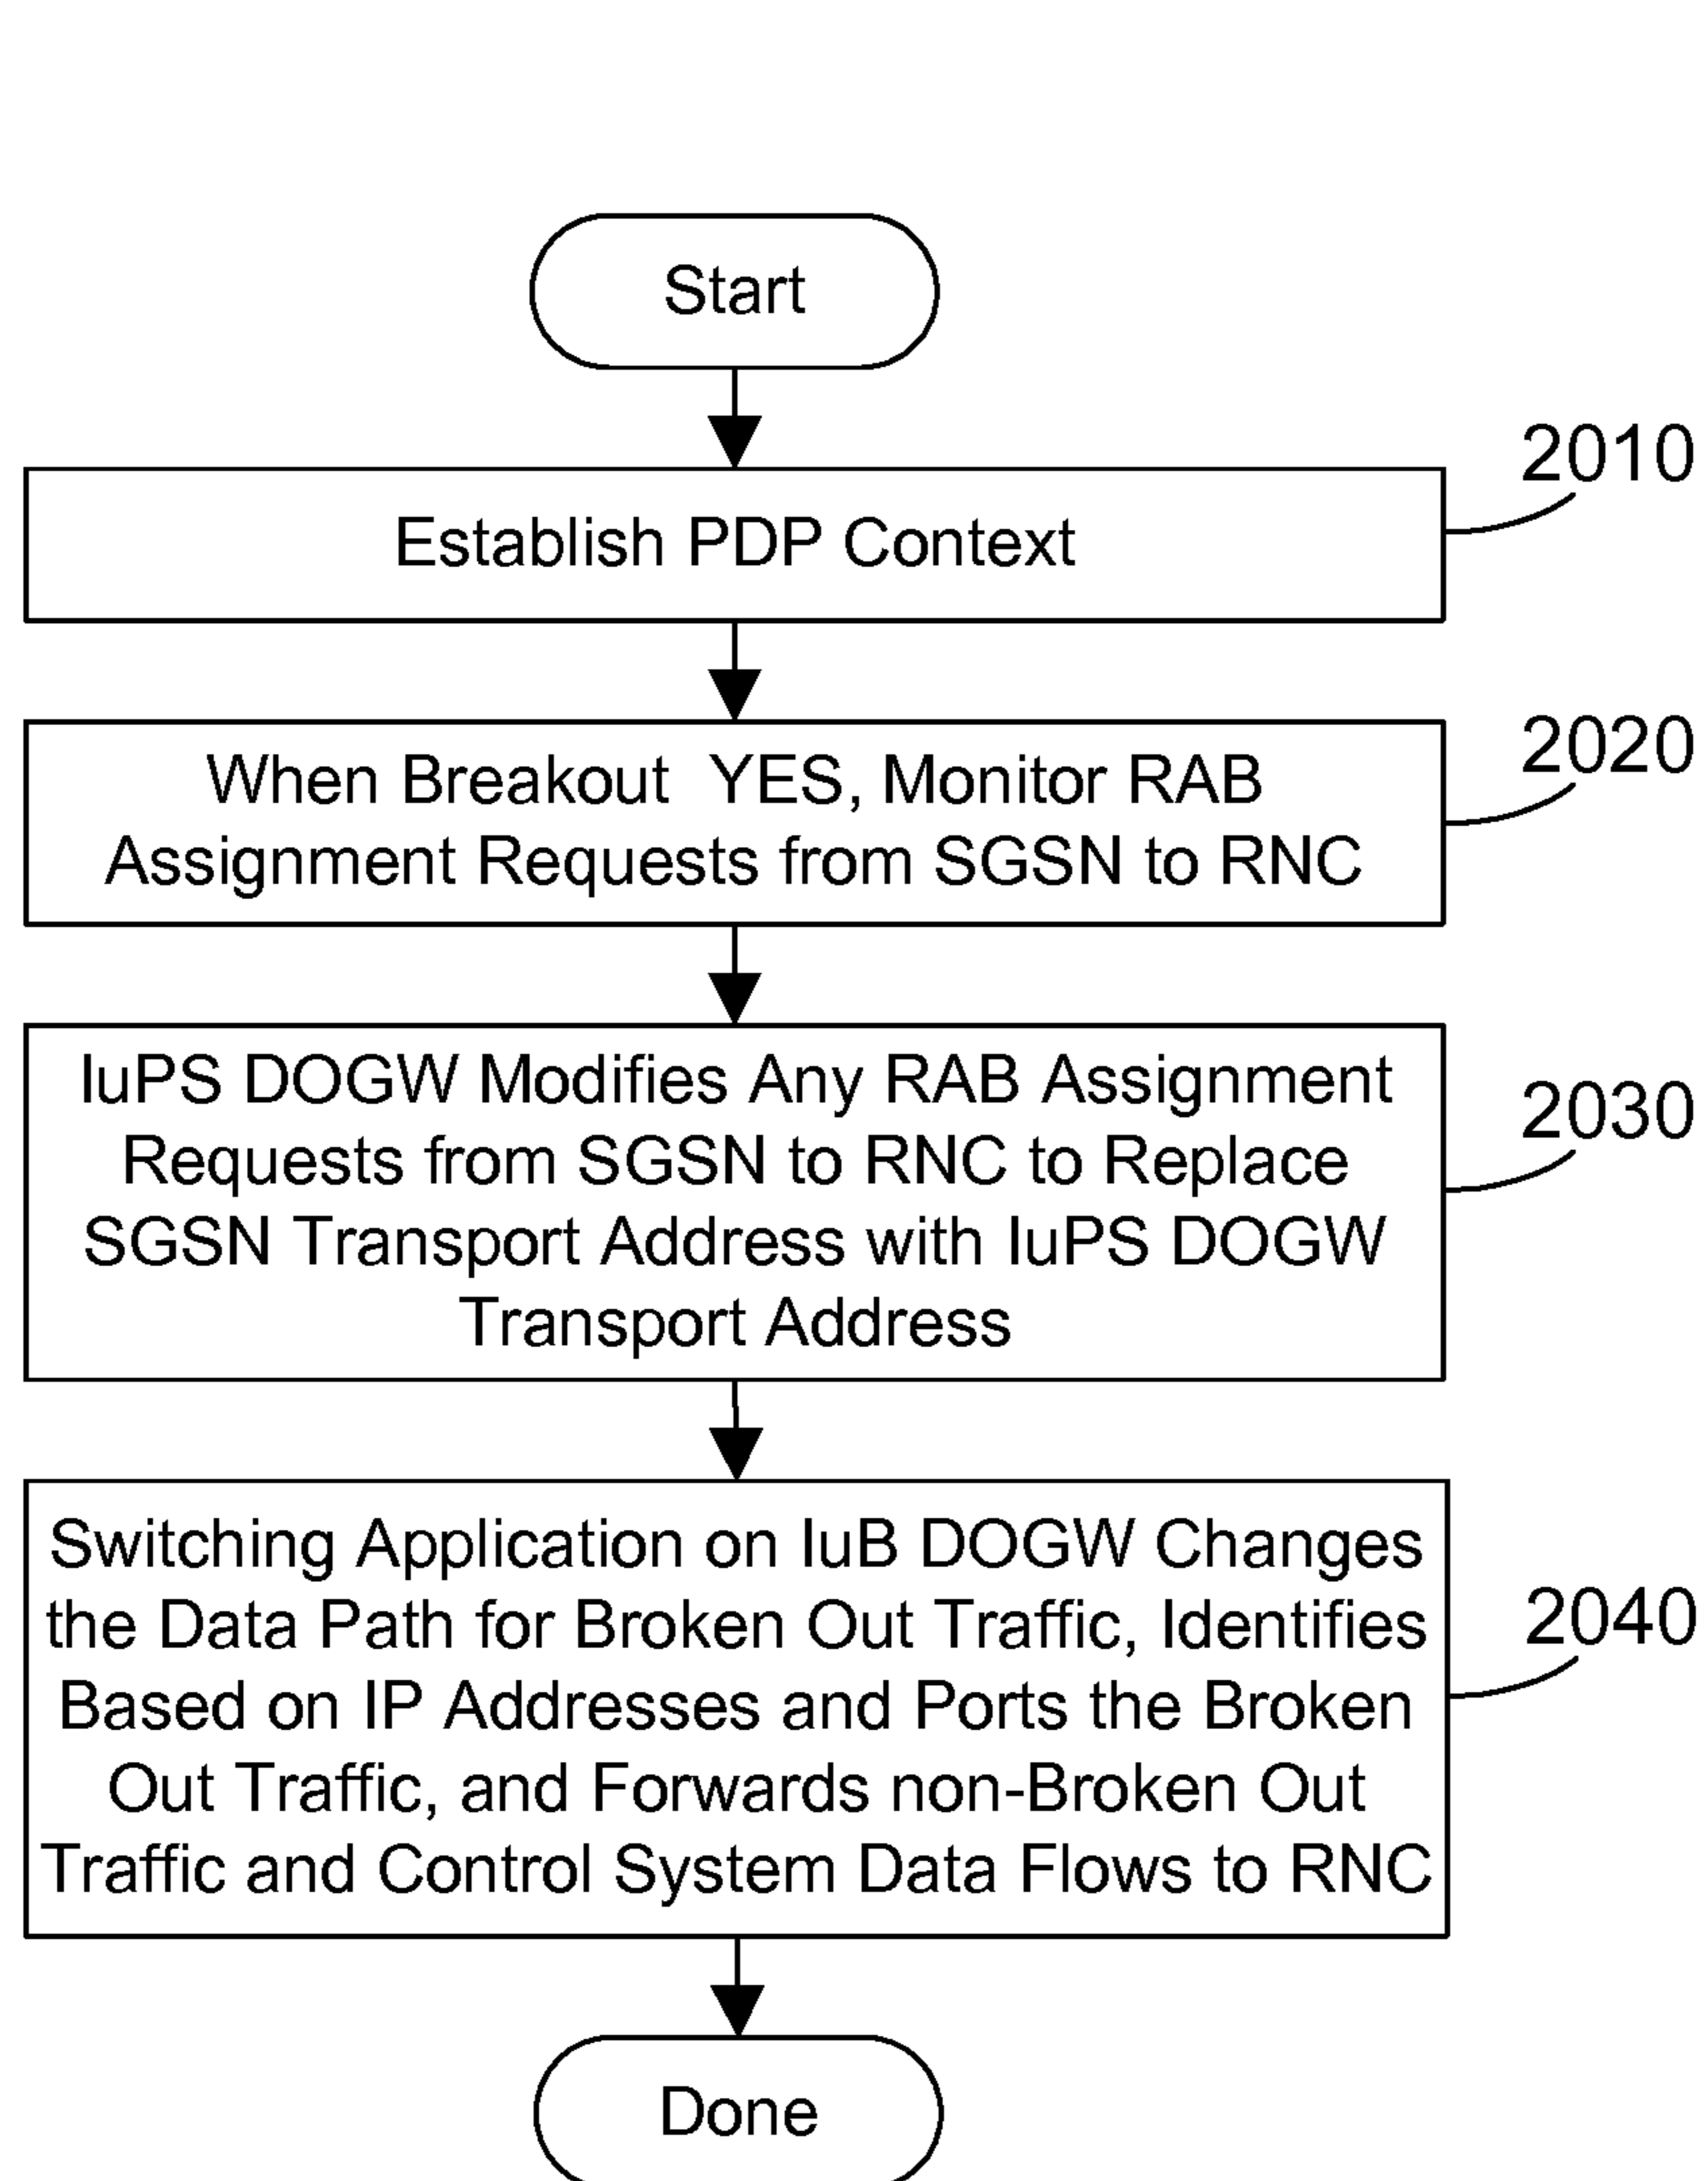 Start
2010
Establish PDP Context
2020
When Breakout YES, Monitor RAB
Assignment Requests from SGSN to RNC
2030
IuPS DOGW Modifies Any RAB Assignment
Requests from SGSN to RNC to Replace
SGSN Transport Address with IuPS DOGW
Transport Address
2040
Switching Application on IuB DOGW Changes
the Data Path for Broken Out Traffic, Identifies
Based on IP Addresses and Ports the Broken
Out Traffic, and Forwards non-Broken Out
Traffic and Control System Data Flows to RNC
Done